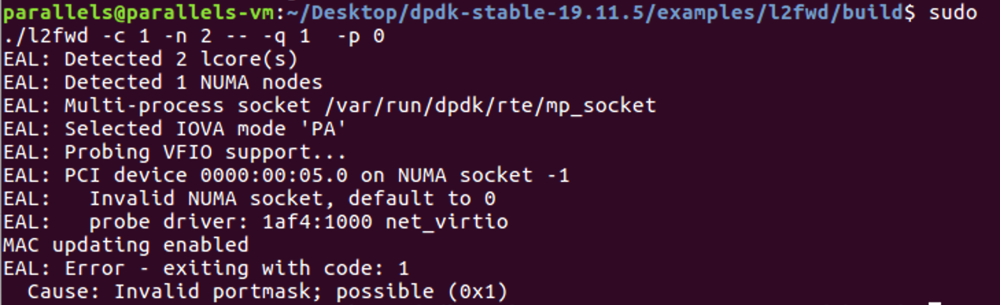 parallels@parallels-vm:~/Desktop/dpdk-stable-19.11.5/examples/l2fwd/build$ sudo
./l2fwd -c 1 -n 2 -- -q 1  -p 0
EAL: Detected 2 lcore(s)
EAL: Detected 1 NUMA nodes
EAL: Multi-process socket /var/run/dpdk/rte/mp_socket
EAL: Selected IOVA mode 'PA'
EAL: Probing VFIO support...
EAL: PCI device 0000:00:05.0 on NUMA socket -1
EAL:   Invalid NUMA socket, default to 0
EAL:   probe driver: 1af4:1000 net_virtio
MAC updating enabled
EAL: Error - exiting with code: 1
  Cause: Invalid portmask; possible (0x1)